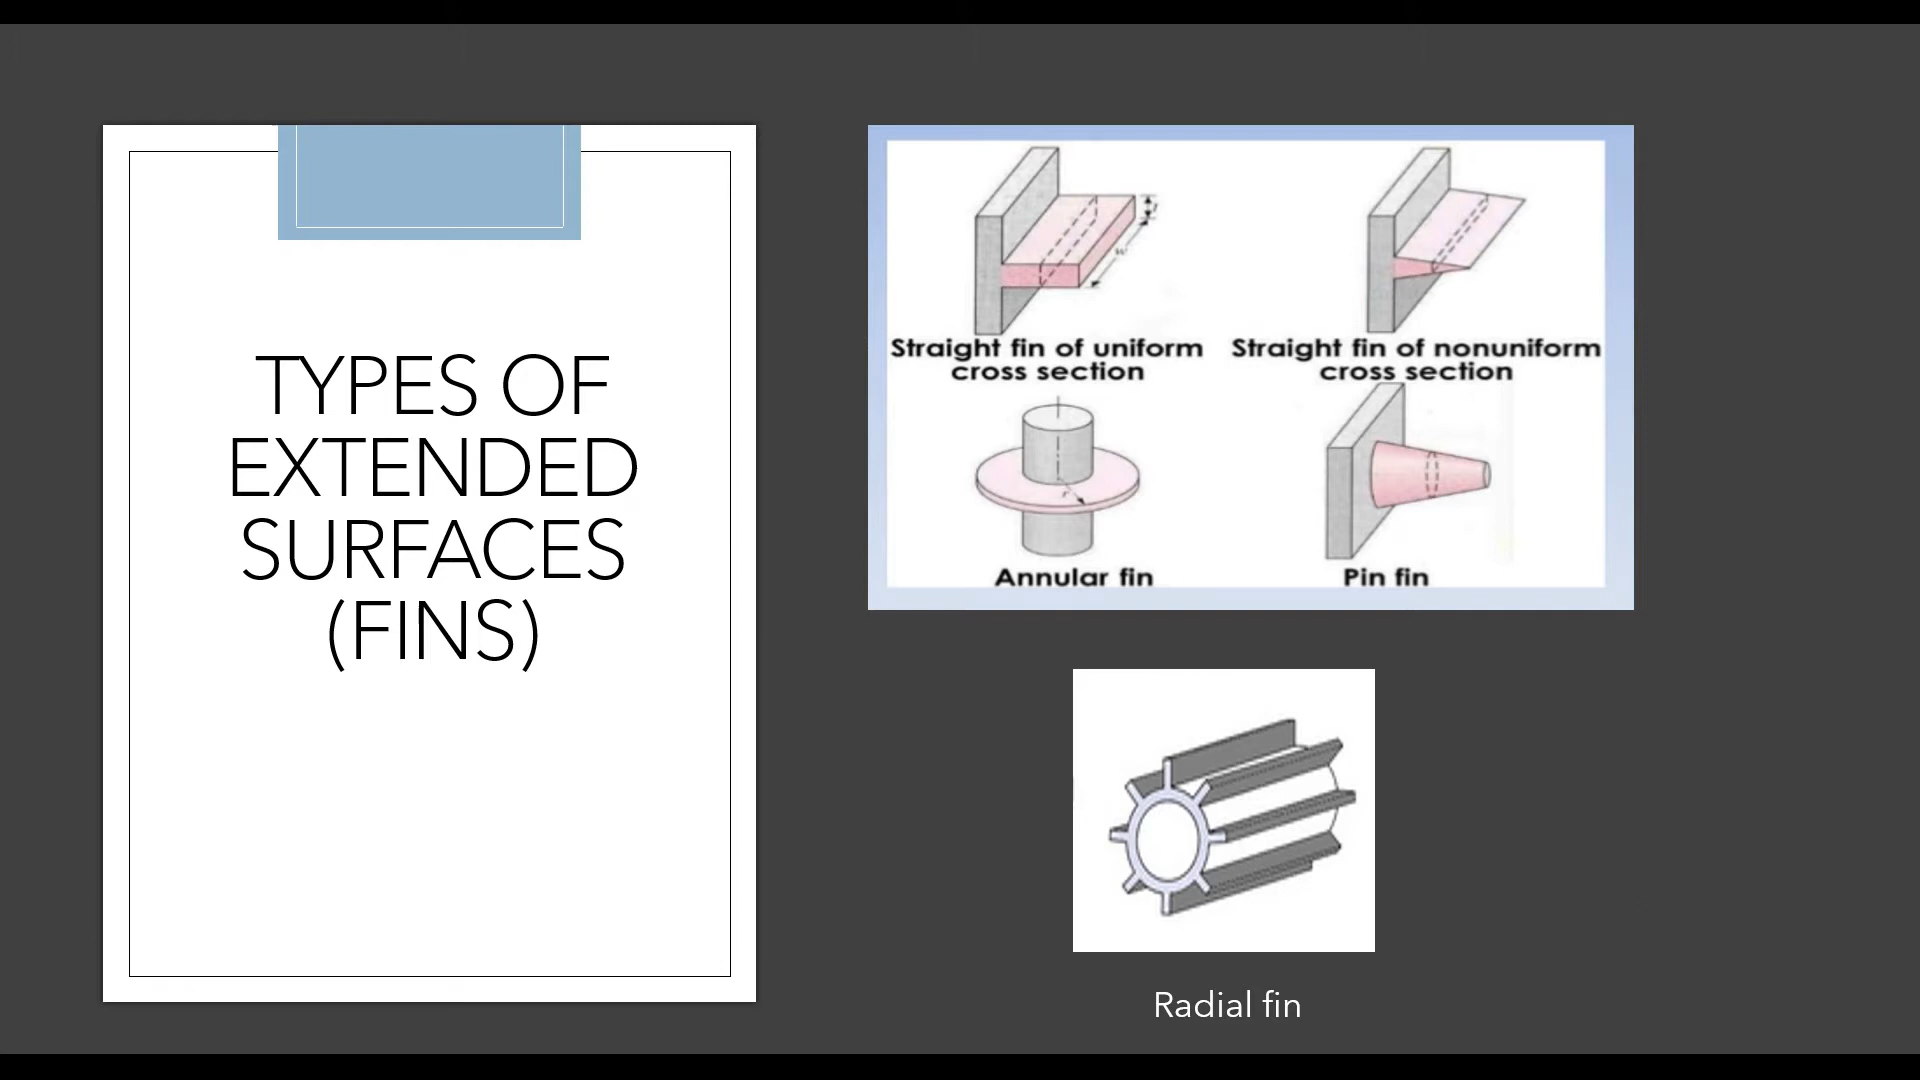 TYPES OF
EXTENDED
SURFACES
(FINS)
t
w
Straight fin of uniform
cross section
Straight fin of nonuniform
cross section
r
Annular fin
Pin fin
Radial fin